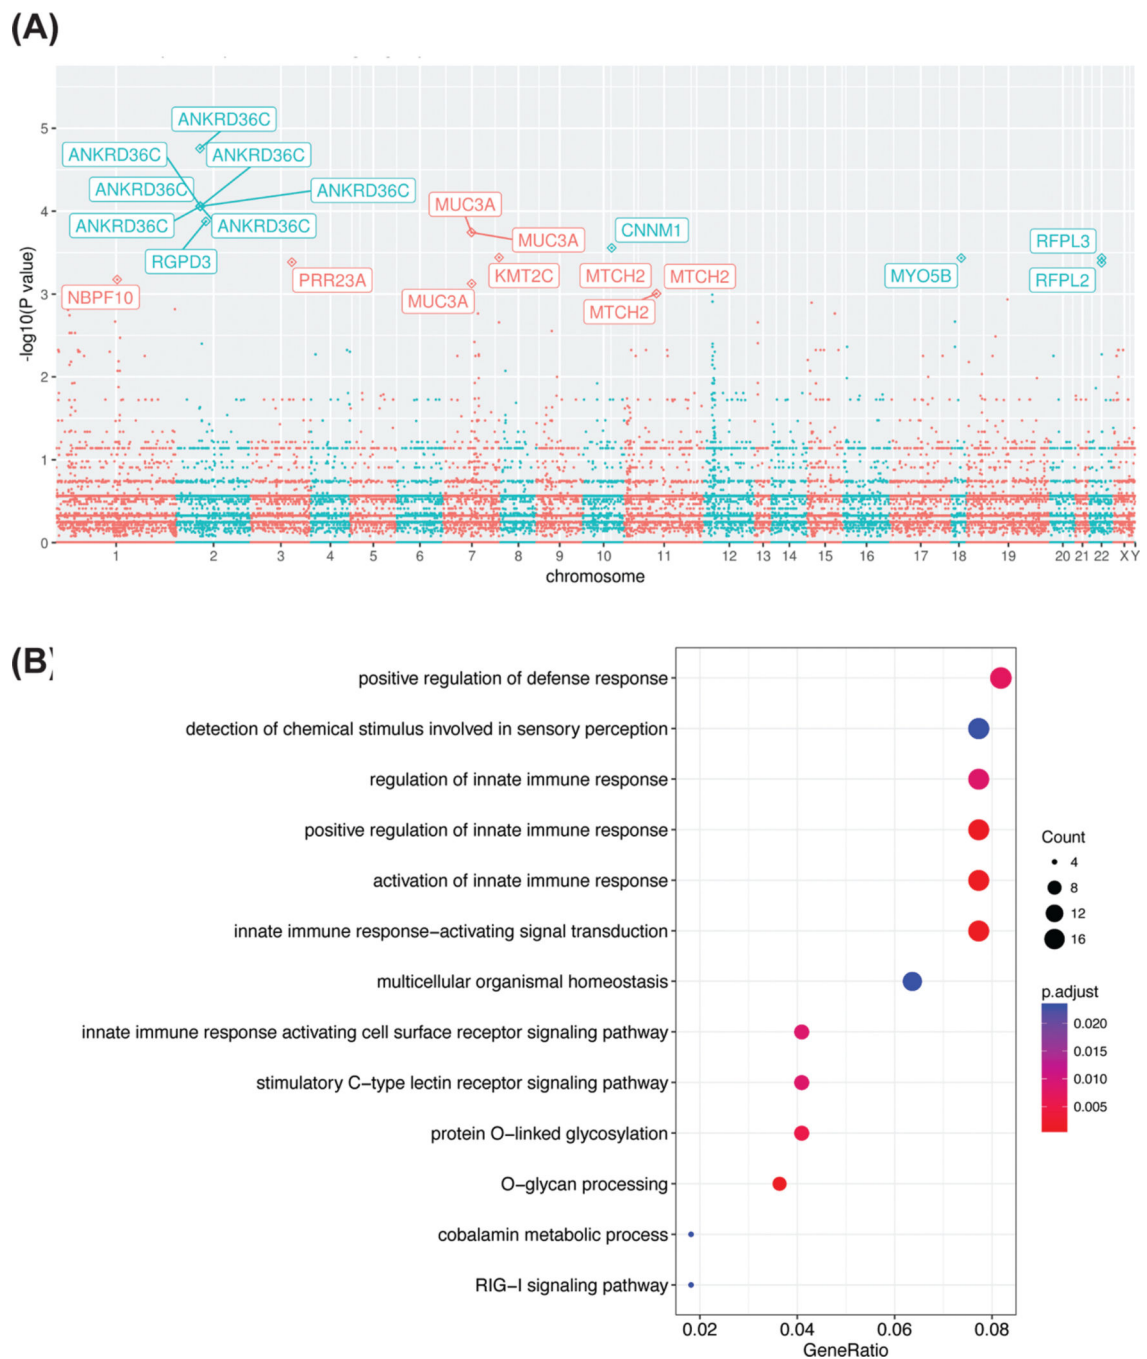 (A)
ANKRD36C
ANKRD36C
ANKRD36C
ANKRD36C
ANKRD36C
ANKRD36C
ANKRD36C
RGPD3
NBPF10
PRR23A
MUC3A
MUC3A
KMT2C
MUC3A
CNNM1
MTCH2
MTCH2
MTCH2
MYO5B
RFPL3
RFPL2
-log10(P value)
5
4
3
2
1
0
1 2 3 4 5 6 7 8 9 10 11 12 13 14 15 16 17 18 19 20 21 22 X Y
chromosome
(B)
positive regulation of defense response
detection of chemical stimulus involved in sensory perception
regulation of innate immune response
positive regulation of innate immune response
activation of innate immune response
innate immune response−activating signal transduction
multicellular organismal homeostasis
innate immune response activating cell surface receptor signaling pathway
stimulatory C−type lectin receptor signaling pathway
protein O−linked glycosylation
O−glycan processing
cobalamin metabolic process
RIG−I signaling pathway
0.02 0.04 0.06 0.08
GeneRatio
Count
4
8
12
16
p.adjust
0.020
0.015
0.010
0.005